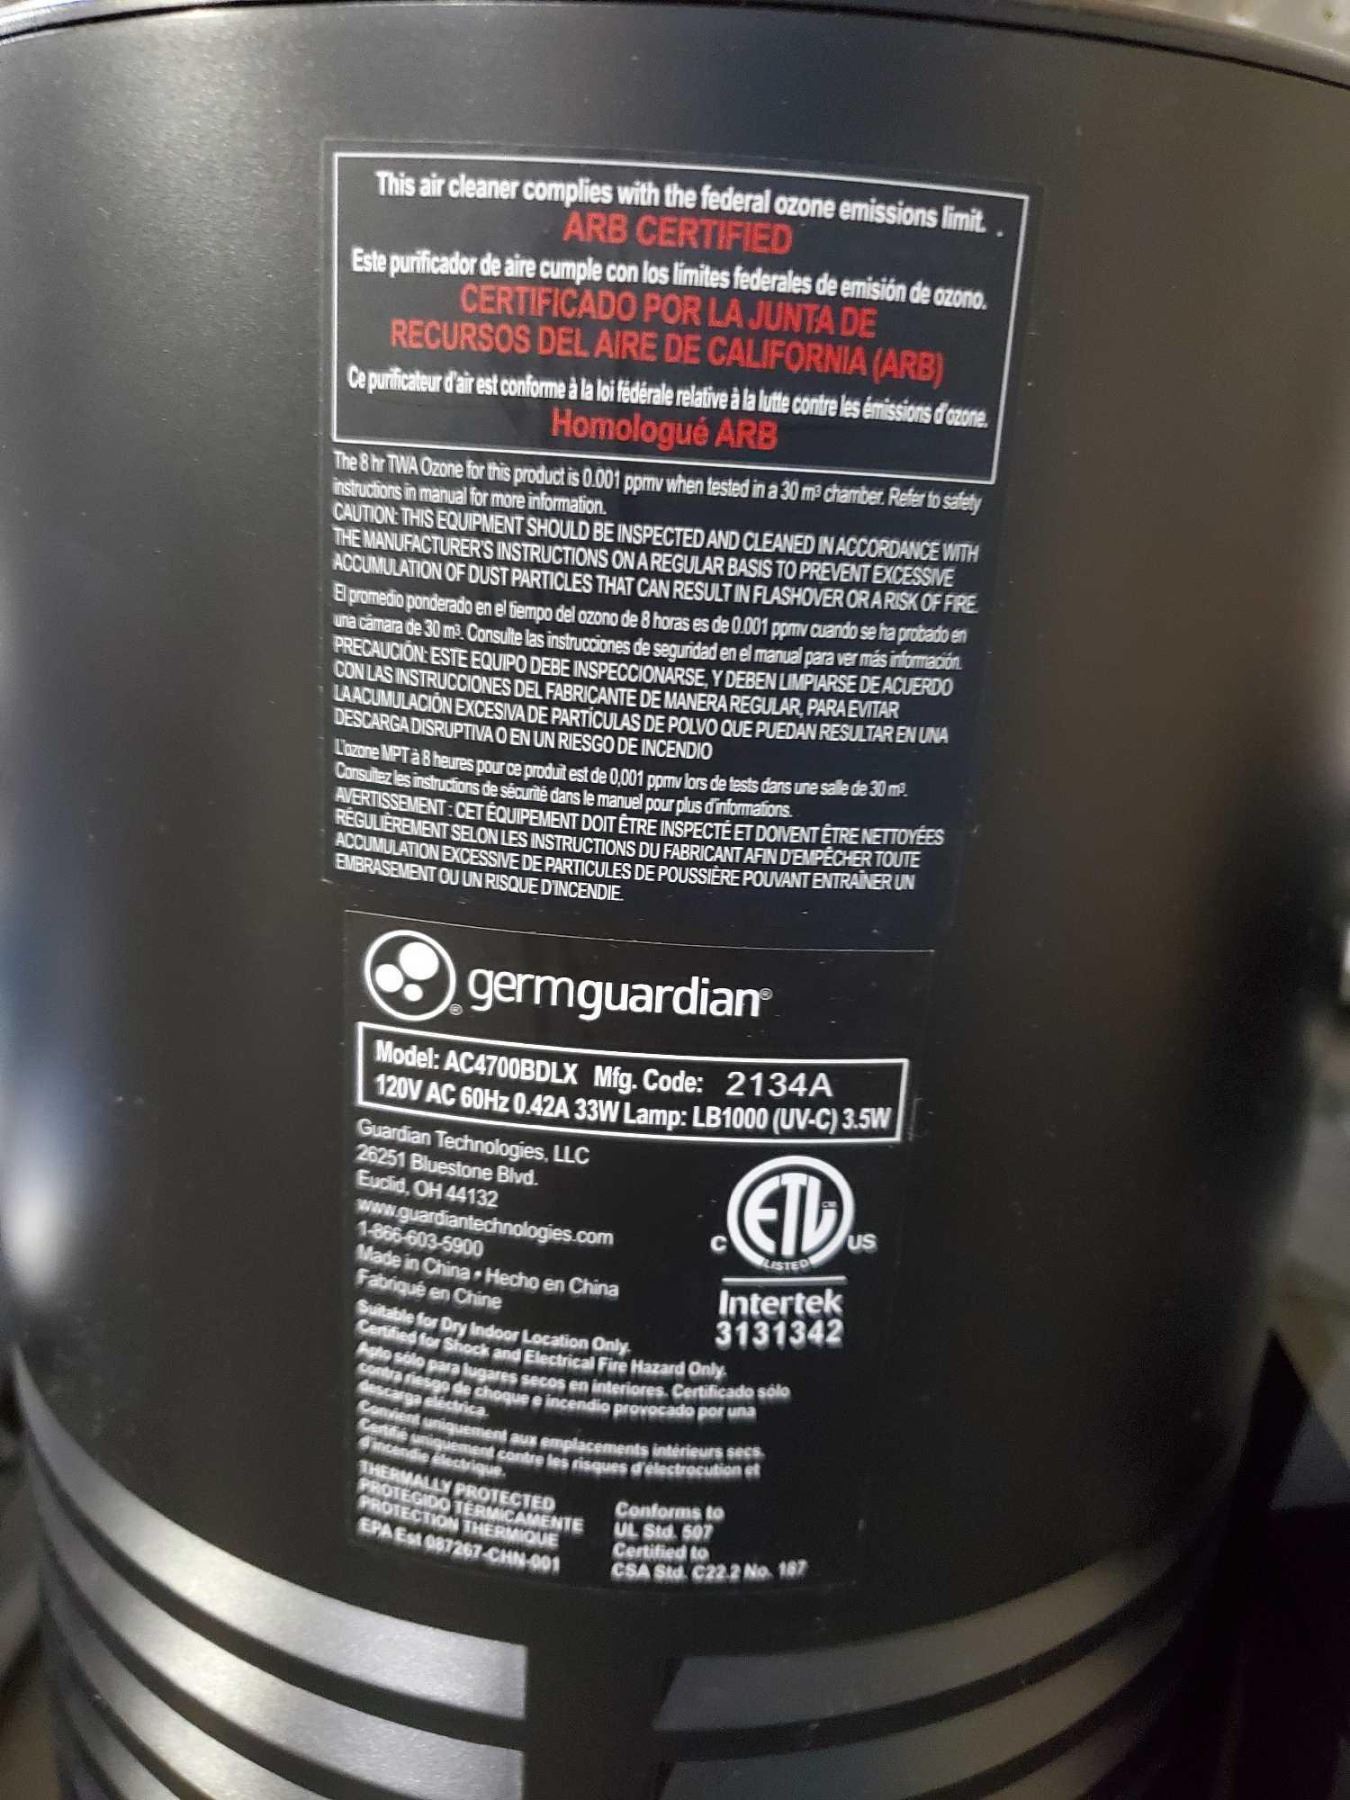 This air cleaner complies with the federal ozone emissions limit.
ARB CERTIFIED
Este purificador de aire cumple con los límites federales de emisión de ozono.
CERTIFICADO POR LA JUNTA DE
RECURSOS DEL AIRE DE CALIFORNIA (ARB)
Ce purificateur d'air est conforme à la loi fédérale relative à la lutte contre les émissions d'ozone.
Homologué ARB
The 8 hr TWA Ozone for this product is 0.001 ppmv when tested in a 30 m³ chamber. Refer to safety
instructions in manual for more information.
CAUTION: THIS EQUIPMENT SHOULD BE INSPECTED AND CLEANED IN ACCORDANCE WITH
THE MANUFACTURER'S INSTRUCTIONS ON A REGULAR BASIS TO PREVENT EXCESSIVE
ACCUMULATION OF DUST PARTICLES THAT CAN RESULT IN FLASHOVER OR A RISK OF FIRE.
El promedio ponderado en el tiempo del ozono de 8 horas es de 0.001 ppmv cuando se ha probado en
una cámara de 30 m³. Consulte las instrucciones de seguridad en el manual para ver más información.
PRECAUCIÓN: ESTE EQUIPO DEBE INSPECCIONARSE, Y DEBEN LIMPIARSE DE ACUERDO
CON LAS INSTRUCCIONES DEL FABRICANTE DE MANERA REGULAR, PARA EVITAR
LA ACUMULACIÓN EXCESIVA DE PARTÍCULAS DE POLVO QUE PUEDAN RESULTAR EN UNA
DESCARGA DISRUPTIVA O EN UN RIESGO DE INCENDIO
L'ozone MPT à 8 heures pour ce produit est de 0,001 ppmv lors de tests dans une salle de 30 m³.
Consultez les instructions de sécurité dans le manuel pour plus d'informations.
AVERTISSEMENT : CET ÉQUIPEMENT DOIT ÊTRE INSPECTÉ ET DOIVENT ÊTRE NETTOYÉES
RÉGULIÈREMENT SELON LES INSTRUCTIONS DU FABRICANT AFIN D'EMPÊCHER TOUTE
ACCUMULATION EXCESSIVE DE PARTICULES DE POUSSIÈRE POUVANT ENTRAÎNER UN
EMBRASEMENT OU UN RISQUE D'INCENDIE.
germguardian®
Model: AC4700BDLX Mfg. Code: 2134A
120V AC 60Hz 0.42A 33W Lamp: LB1000 (UV-C) 3.5W
Guardian Technologies, LLC
26251 Bluestone Blvd.
Euclid, OH 44132
www.guardiantechnologies.com
1-866-603-5900
Made in China • Hecho en China
Fabriqué en Chine
ETL
LISTED
C US
Intertek
3131342
Suitable for Dry Indoor Location Only.
Certified for Shock and Electrical Fire Hazard Only.
Apto sólo para lugares secos en interiores. Certificado sólo
contra riesgo de choque e incendio provocado por una
descarga eléctrica.
Convient uniquement aux emplacements intérieurs secs.
Certifié uniquement contre les risques d'électrocution et
d'incendie électrique.
THERMALLY PROTECTED
PROTEGIDO TÉRMICAMENTE
PROTECTION THERMIQUE
EPA Est 087267-CHN-001
Conforms to
UL Std. 507
Certified to
CSA Std. C22.2 No. 187